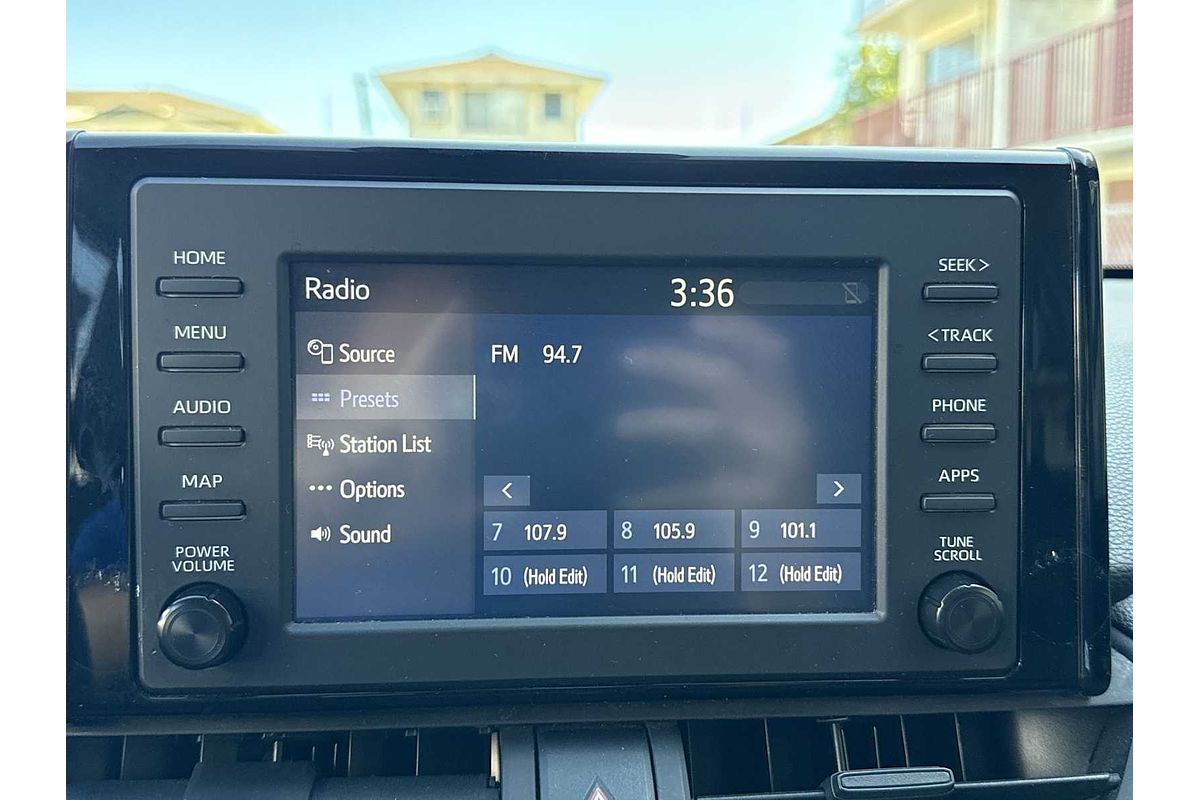 HOME
MENU
AUDIO
MAP
POWER
VOLUME
Radio
3:36
Source
Presets
Station List
Options
Sound
FM 94.7
<
>
7 107.9
8 105.9
9 101.1
10 (Hold Edit)
11 (Hold Edit)
12 (Hold Edit)
SEEK>
<TRACK
PHONE
APPS
TUNE
SCROLL